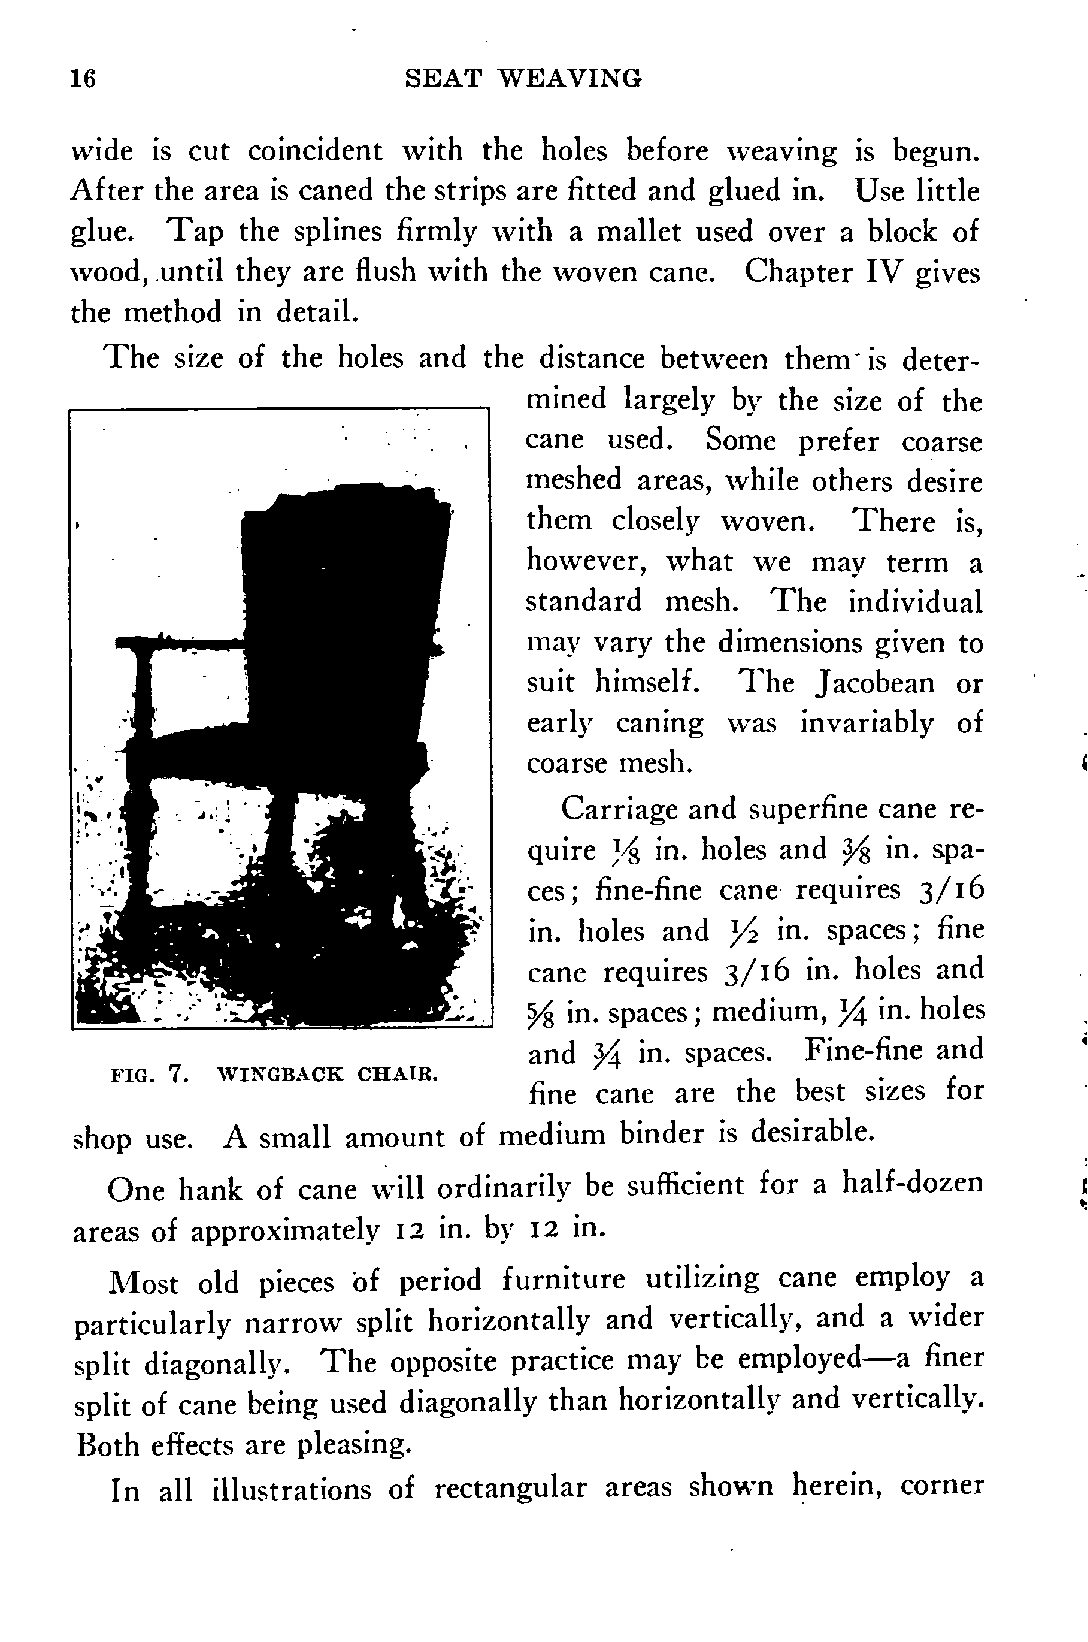 16 SEAT WEAVING
wide is cut coincident with the holes before weaving is begun.
After the area is caned the strips are fitted and glued in. Use little
glue. Tap the splines firmly with a mallet used over a block of
wood, until they are flush with the woven cane. Chapter IV gives
the method in detail.
The size of the holes and the distance between them is deter-
mined largely by the size of the
cane used. Some prefer coarse
meshed areas, while others desire
them closely woven. There is,
however, what we may term a
standard mesh. The individual
may vary the dimensions given to
suit himself. The Jacobean or
early caning was invariably of
coarse mesh.
Carriage and superfine cane re-
quire ⅛ in. holes and ⅜ in. spa-
ces; fine-fine cane requires 3/16
in. holes and ½ in. spaces; fine
cane requires 3/16 in. holes and
⅝ in. spaces; medium, ¼ in. holes
and ¾ in. spaces. Fine-fine and
fine cane are the best sizes for
FIG. 7. WINGBACK CHAIR.
shop use. A small amount of medium binder is desirable.
One hank of cane will ordinarily be sufficient for a half-dozen
areas of approximately 12 in. by 12 in.
Most old pieces of period furniture utilizing cane employ a
particularly narrow split horizontally and vertically, and a wider
split diagonally. The opposite practice may be employed—a finer
split of cane being used diagonally than horizontally and vertically.
Both effects are pleasing.
In all illustrations of rectangular areas shown herein, corner